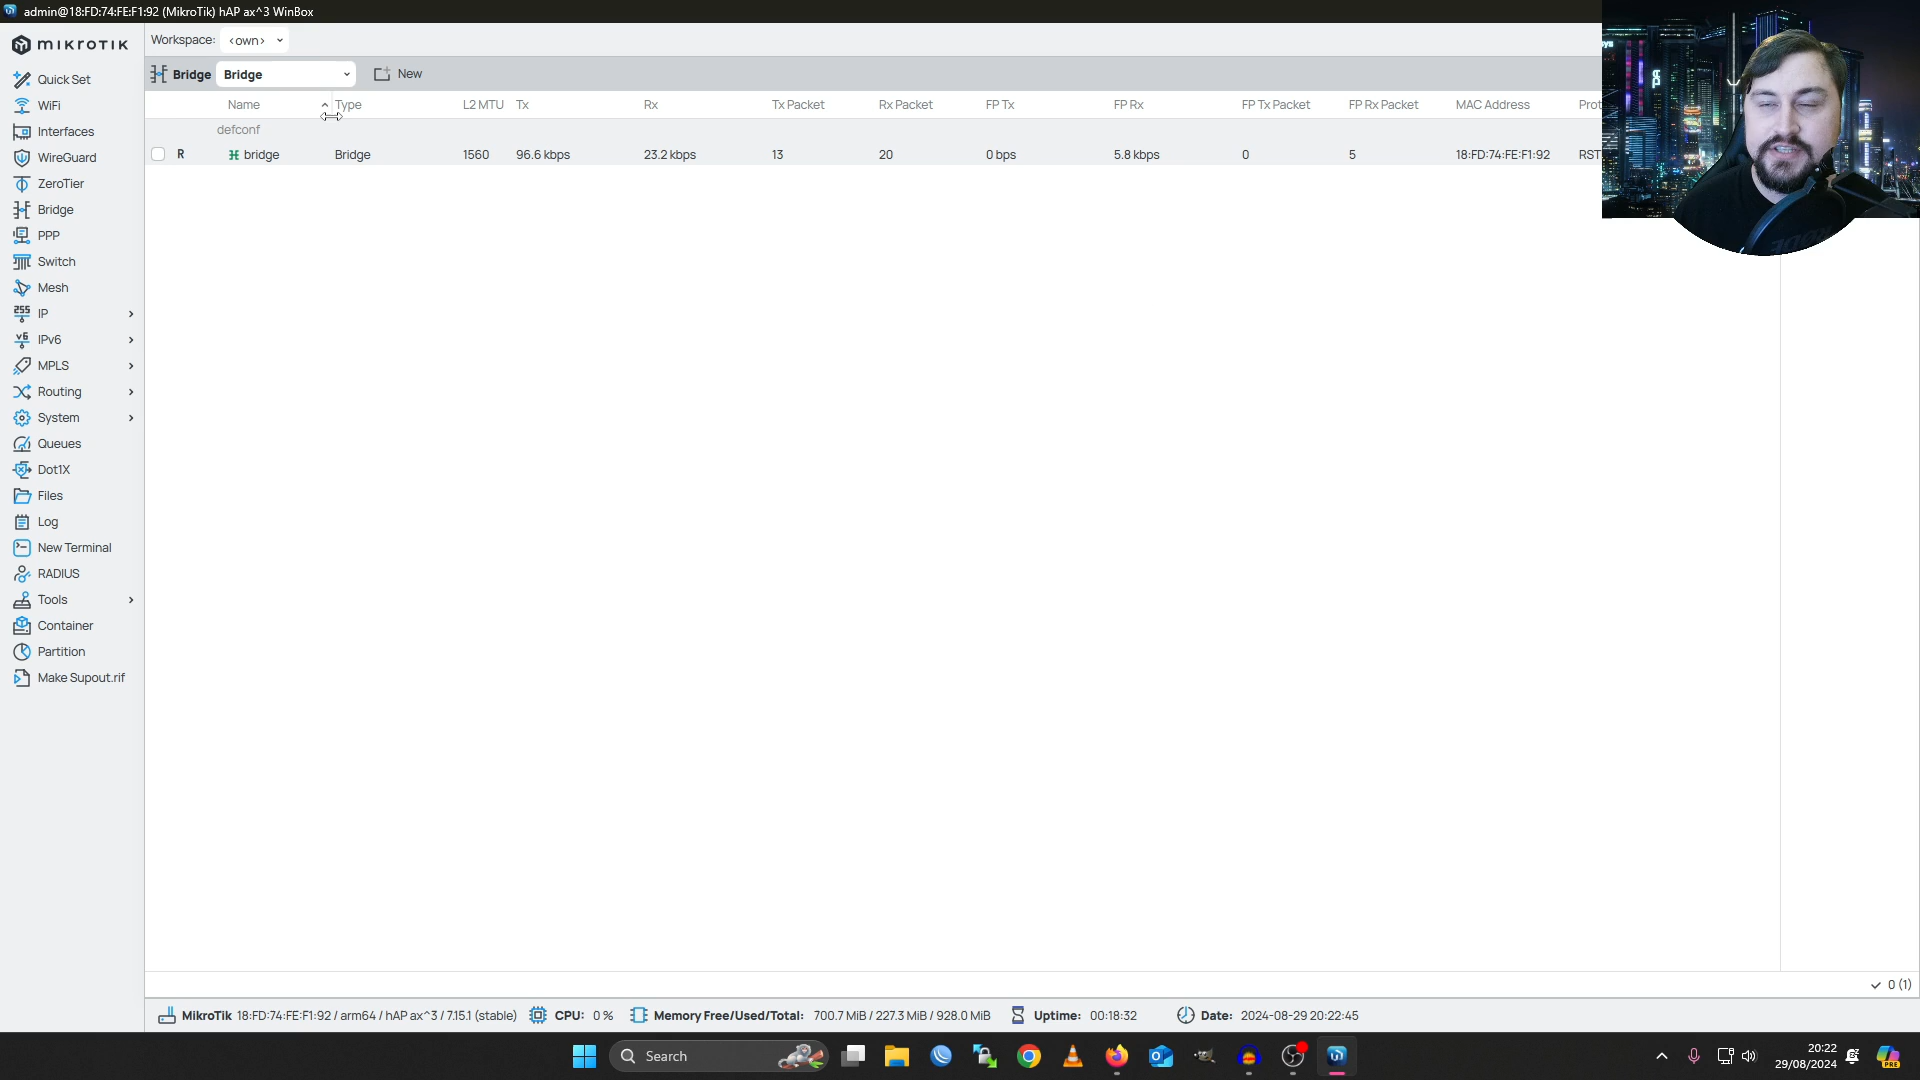 admin@18:FD:74:FE:F1:92 (MikroTik) hAP ax^3 WinBox
MIKROTIK
Workspace: <own>
Bridge Bridge New
Name Type L2 MTU Tx Rx Tx Packet Rx Packet FP Tx FP Rx FP Tx Packet FP Rx Packet MAC Address Prot
defconf
R bridge Bridge 1560 96.6 kbps 23.2 kbps 13 20 0 bps 5.8 kbps 0 5 18:FD:74:FE:F1:92 RST
Quick Set
WiFi
Interfaces
WireGuard
ZeroTier
Bridge
PPP
Switch
Mesh
255 IP
v6 IPv6
MPLS
Routing
System
Queues
Dot1X
Files
Log
New Terminal
RADIUS
Tools
Container
Partition
Make Supout.rif
0 (1)
MikroTik 18:FD:74:FE:F1:92 / arm64 / hAP ax^3 / 7.15.1 (stable) CPU: 0 % Memory Free/Used/Total: 700.7 MiB / 227.3 MiB / 928.0 MiB Uptime: 00:18:32 Date: 2024-08-29 20:22:45
Search
20:22
29/08/2024
PRE